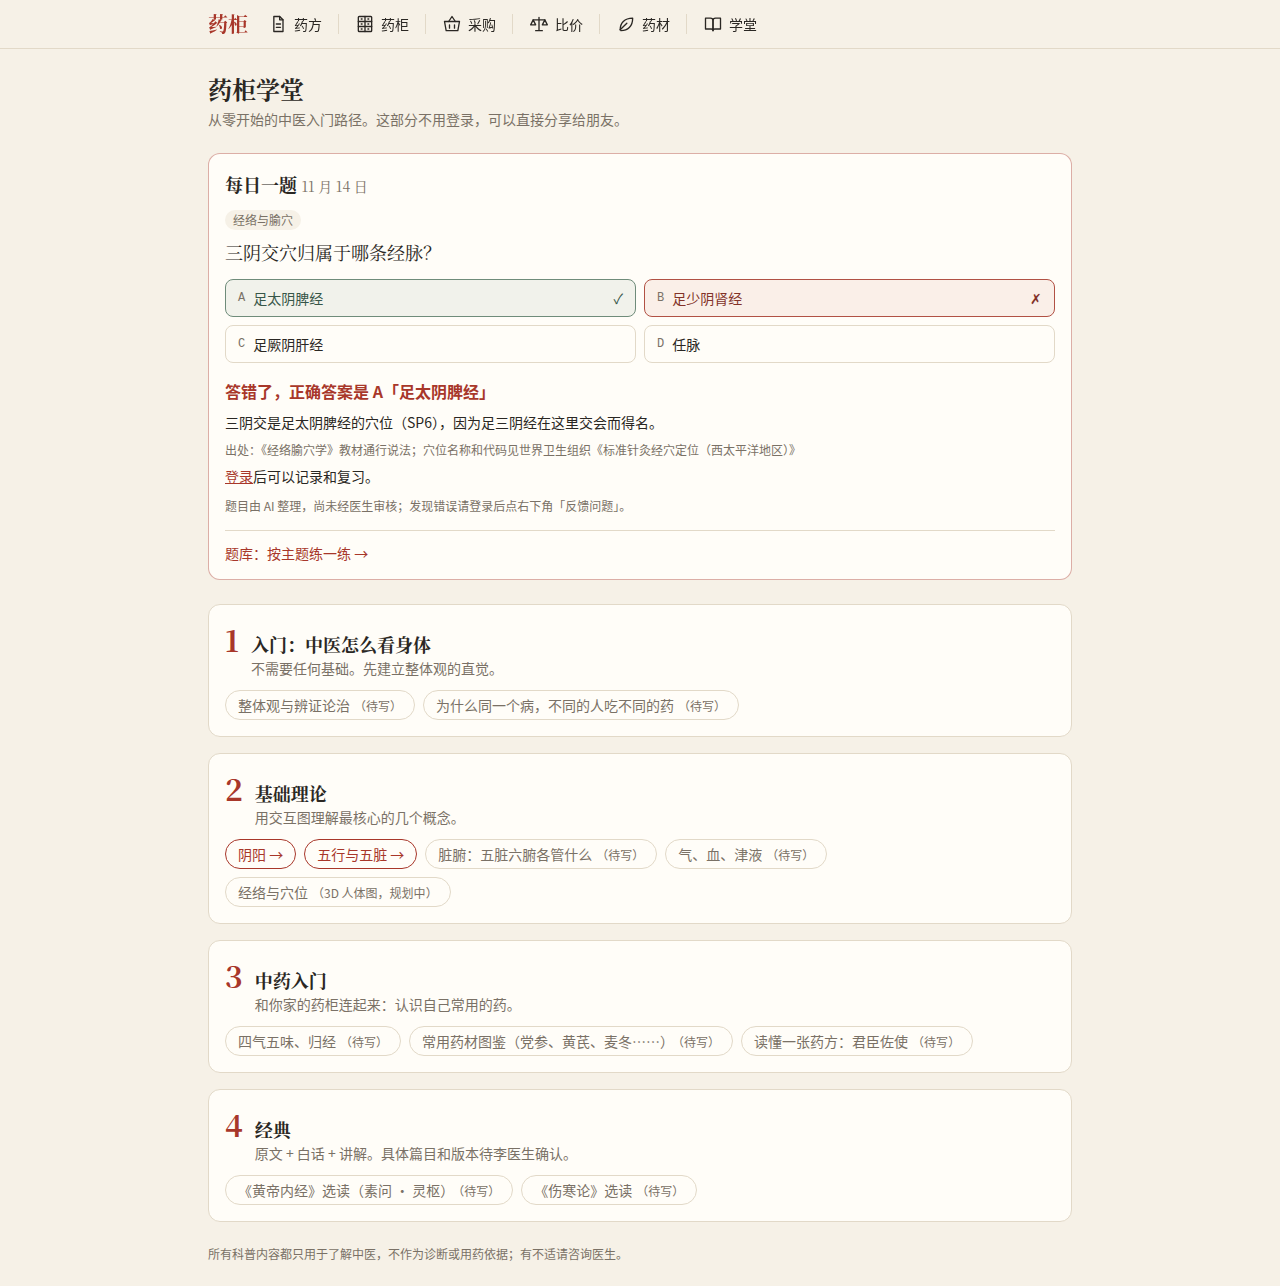 药柜 药方 药柜 采购 比价 药材 学堂
药柜学堂
从零开始的中医入门路径。这部分不用登录，可以直接分享给朋友。
每日一题 11 月 14 日
经络与腧穴
三阴交穴归属于哪条经脉？
A 足太阴脾经 ✓ B 足少阴肾经 ✗
C 足厥阴肝经 D 任脉
答错了，正确答案是 A「足太阴脾经」
三阴交是足太阴脾经的穴位（SP6），因为足三阴经在这里交会而得名。
出处：《经络腧穴学》教材通行说法；穴位名称和代码见世界卫生组织《标准针灸经穴定位（西太平洋地区）》
登录后可以记录和复习。
题目由 AI 整理，尚未经医生审核；发现错误请登录后点右下角「反馈问题」。
题库：按主题练一练 →
1 入门：中医怎么看身体
不需要任何基础。先建立整体观的直觉。
整体观与辨证论治 （待写） 为什么同一个病，不同的人吃不同的药 （待写）
2 基础理论
用交互图理解最核心的几个概念。
阴阳 → 五行与五脏 → 脏腑：五脏六腑各管什么 （待写） 气、血、津液 （待写）
经络与穴位 （3D 人体图，规划中）
3 中药入门
和你家的药柜连起来：认识自己常用的药。
四气五味、归经 （待写） 常用药材图鉴（党参、黄芪、麦冬……） （待写） 读懂一张药方：君臣佐使 （待写）
4 经典
原文 + 白话 + 讲解。具体篇目和版本待李医生确认。
《黄帝内经》选读（素问 · 灵枢） （待写） 《伤寒论》选读 （待写）
所有科普内容都只用于了解中医，不作为诊断或用药依据；有不适请咨询医生。